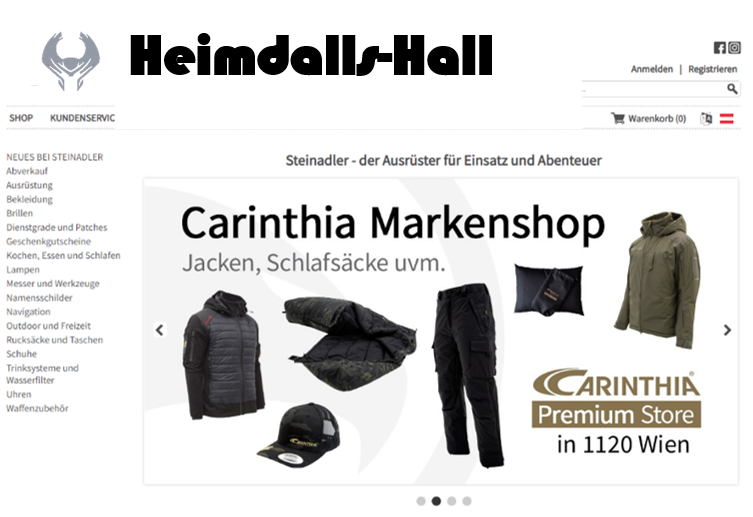 Heimdalls-Hall
Anmelden | Registrieren
SHOP KUNDENSERVIC
Warenkorb (0)
NEUES BEI STEINADLER
Abverkauf
Ausrüstung
Bekleidung
Brillen
Dienstgrade und Patches
Geschenkgutscheine
Kochen, Essen und Schlafen
Lampen
Messer und Werkzeuge
Namensschilder
Navigation
Outdoor und Freizeit
Rucksäcke und Taschen
Schuhe
Trinksysteme und
Wasserfilter
Uhren
Waffenzubehör
Steinadler - der Ausrüster für Einsatz und Abenteuer
Carinthia Markenshop
Jacken, Schlafsäcke uvm.
CARINTHIA
CARINTHIA®
Premium Store
in 1120 Wien